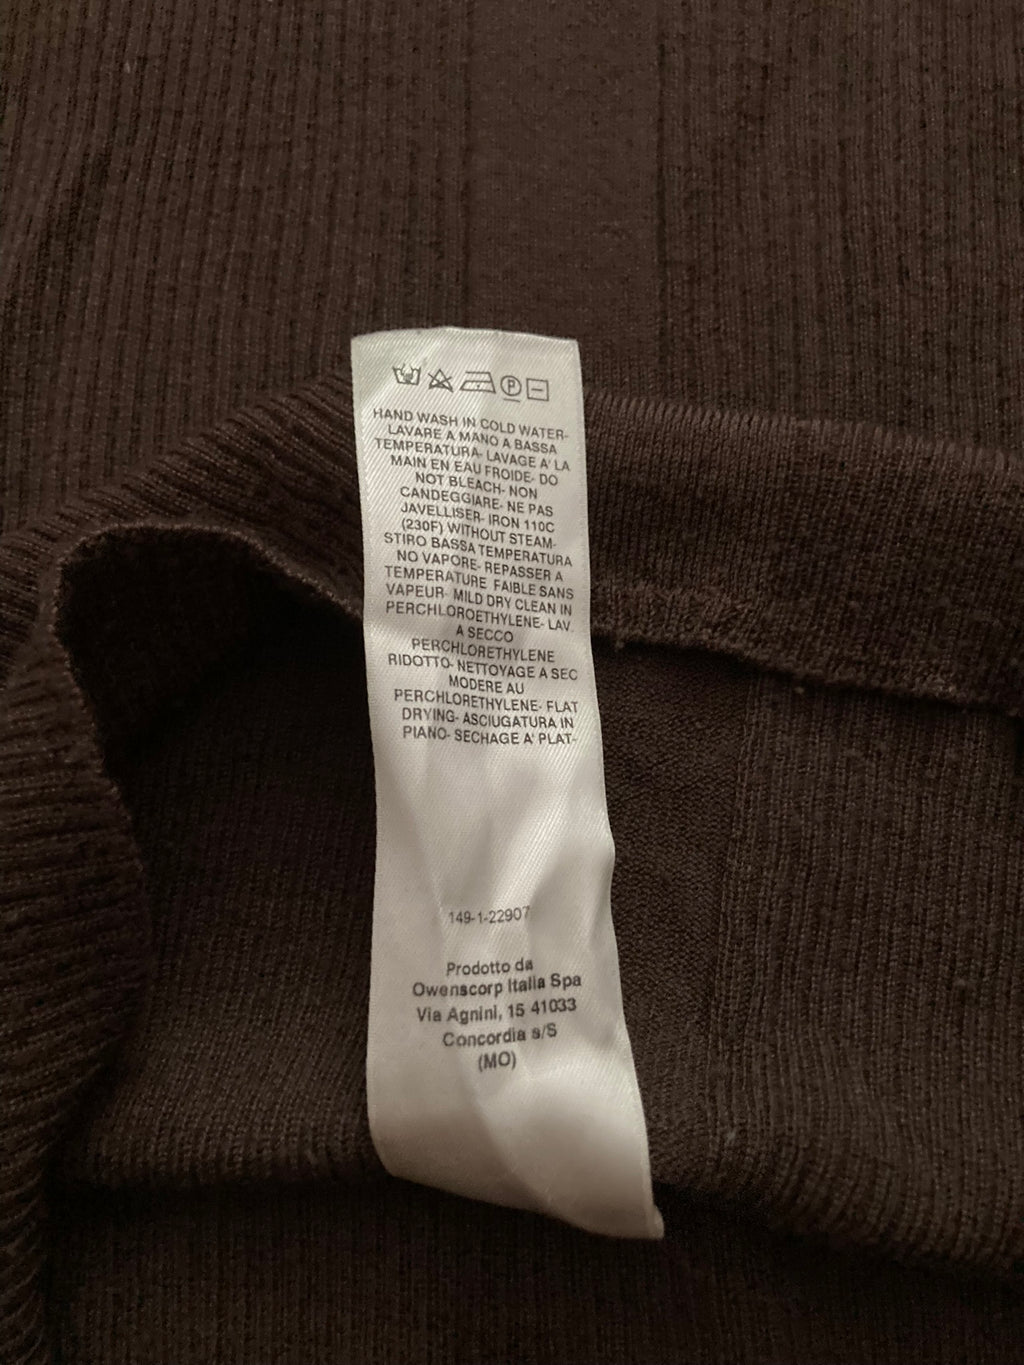 HAND WASH IN COLD WATER-
LAVARE A MANO A BASSA
TEMPERATURA- LAVAGE A' LA
MAIN EN EAU FROIDE- DO
NOT BLEACH- NON
CANDEGGIARE- NE PAS
JAVELLISER- IRON 110C
(230F) WITHOUT STEAM-
STIRO BASSA TEMPERATURA
NO VAPORE- REPASSER A
TEMPERATURE FAIBLE SANS
VAPEUR- MILD DRY CLEAN IN
PERCHLOROETHYLENE- LAV.
A SECCO
PERCHLORETHYLENE
RIDOTTO- NETTOYAGE A SEC
MODERE AU
PERCHLORETHYLENE- FLAT
DRYING- ASCIUGATURA IN
PIANO- SECHAGE A' PLAT-
149-1-22907
Prodotto da
Owenscorp Italia Spa
Via Agnini, 15 41033
Concordia s/S
(MO)